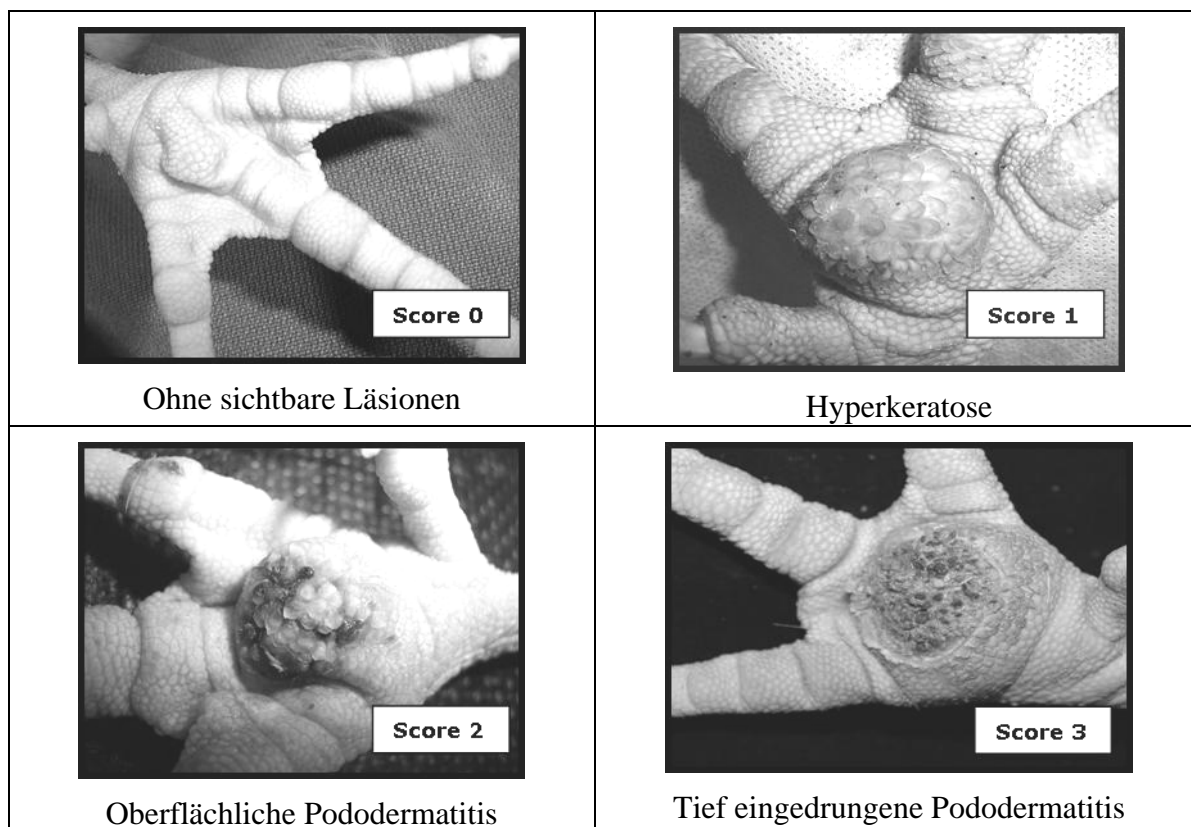 Score 0
Ohne sichtbare Läsionen
Score 1
Hyperkeratose
Score 2
Oberflächliche Pododermatitis
Score 3
Tief eingedrungene Pododermatitis